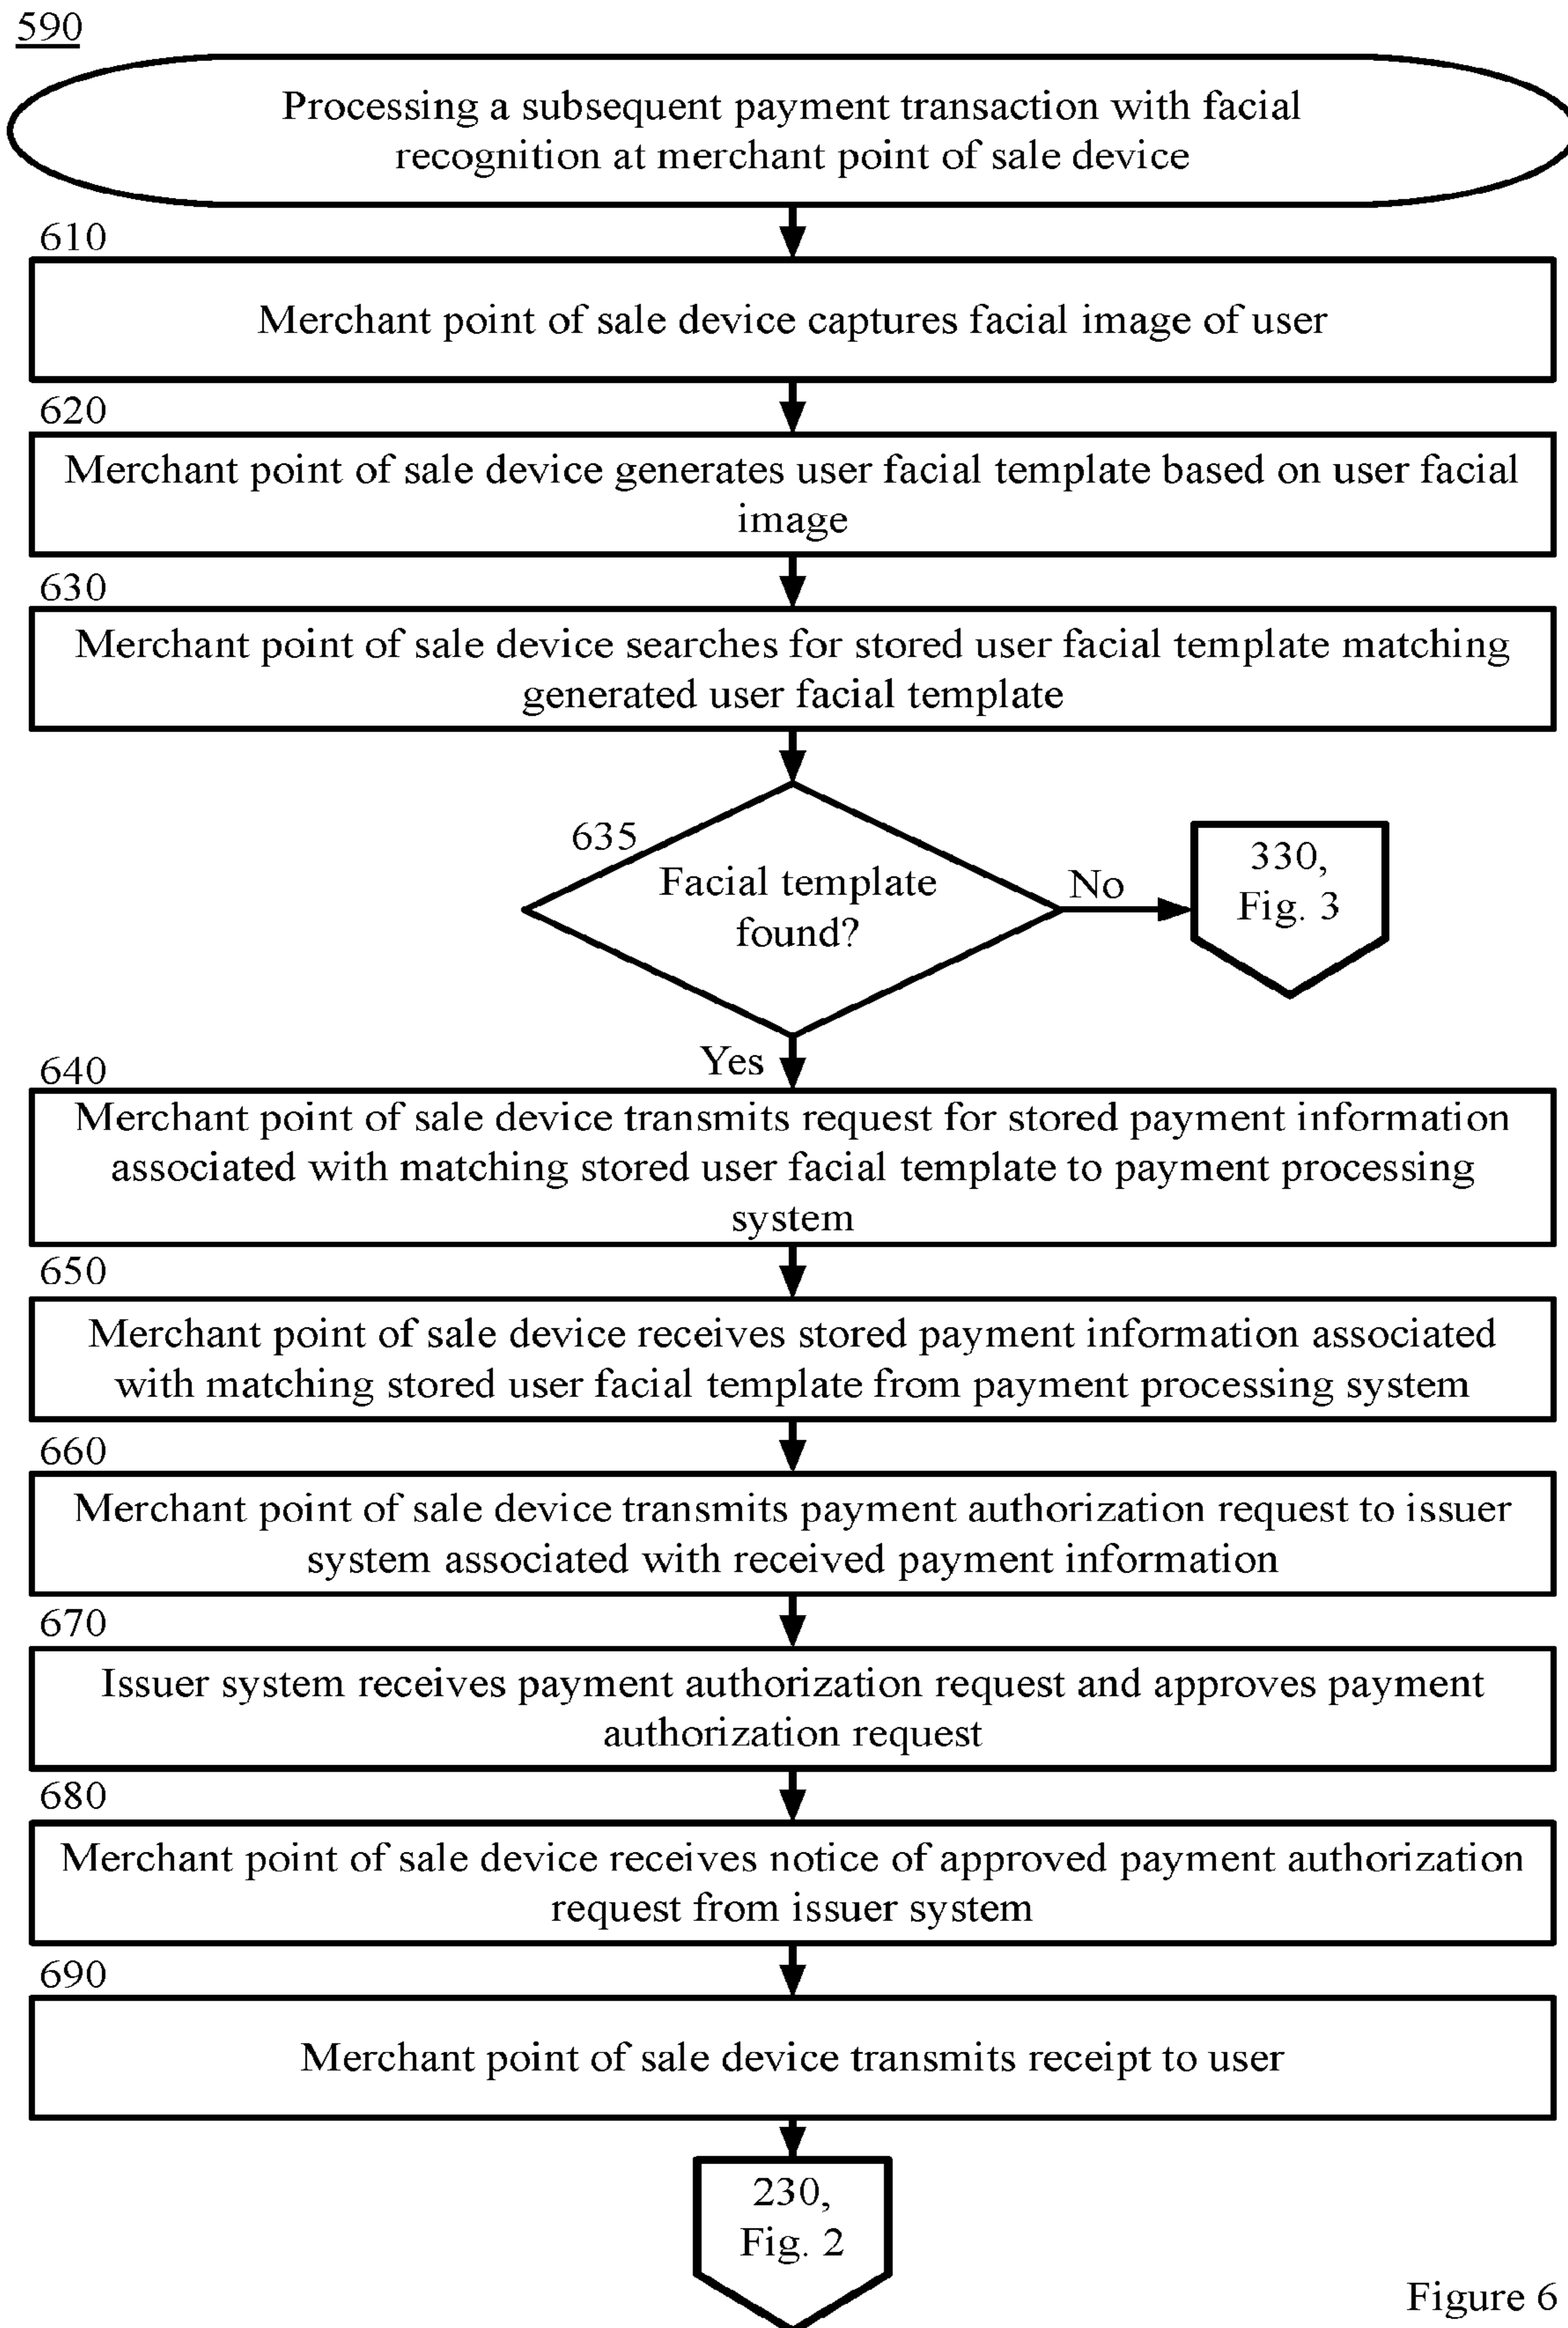 590
Processing a subsequent payment transaction with facial
recognition at merchant point of sale device
610
Merchant point of sale device captures facial image of user
620
Merchant point of sale device generates user facial template based on user facial
image
630
Merchant point of sale device searches for stored user facial template matching
generated user facial template
635
Facial template
found?
No
330,
Fig. 3
Yes
640
Merchant point of sale device transmits request for stored payment information
associated with matching stored user facial template to payment processing
system
650
Merchant point of sale device receives stored payment information associated
with matching stored user facial template from payment processing system
660
Merchant point of sale device transmits payment authorization request to issuer
system associated with received payment information
670
Issuer system receives payment authorization request and approves payment
authorization request
680
Merchant point of sale device receives notice of approved payment authorization
request from issuer system
690
Merchant point of sale device transmits receipt to user
230,
Fig. 2
Figure 6